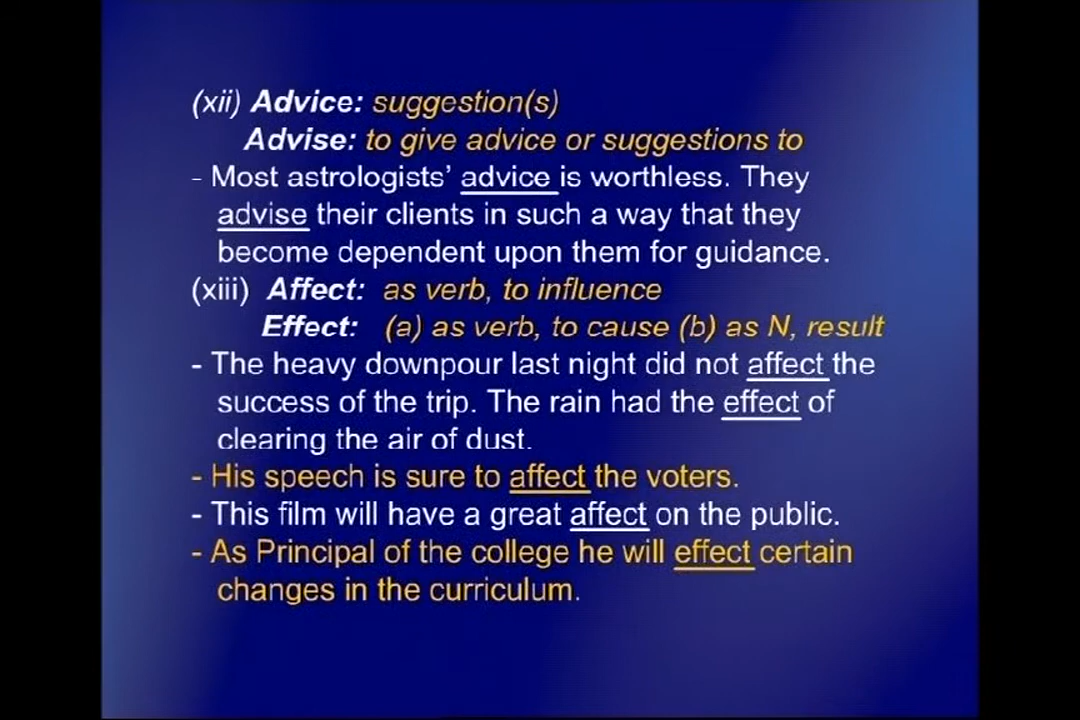 (xii) Advice: suggestion(s)
Advise: to give advice or suggestions to
- Most astrologists' advice is worthless. They
advise their clients in such a way that they
become dependent upon them for guidance.
(xiii) Affect: as verb, to influence
Effect: (a) as verb, to cause (b) as N, result
- The heavy downpour last night did not affect the
success of the trip. The rain had the effect of
clearing the air of dust.
- His speech is sure to affect the voters.
- This film will have a great affect on the public.
- As Principal of the college he will effect certain
changes in the curriculum.